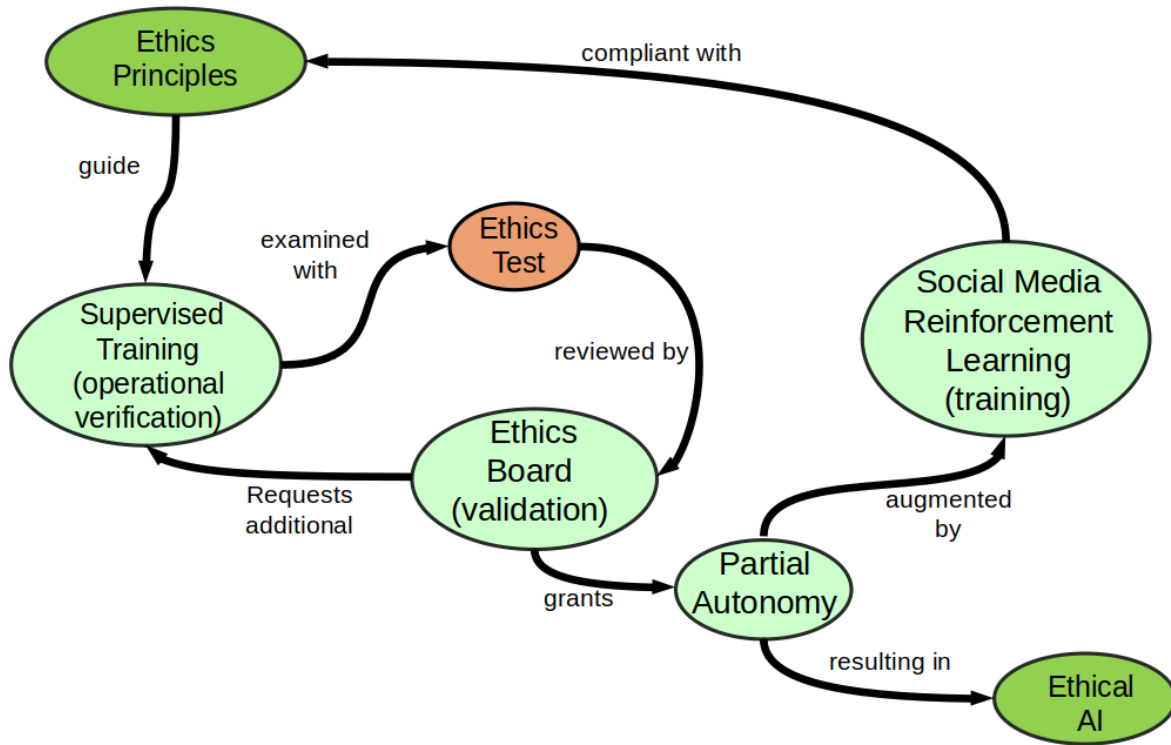 Ethics
Principles
compliant with
guide
examined
with
Ethics
Test
Social Media
Reinforcement
Learning
(training)
Supervised
Training
(operational
verification)
reviewed by
Ethics
Board
(validation)
Requests
additional
augmented
by
grants
Partial
Autonomy
resulting in
Ethical
AI